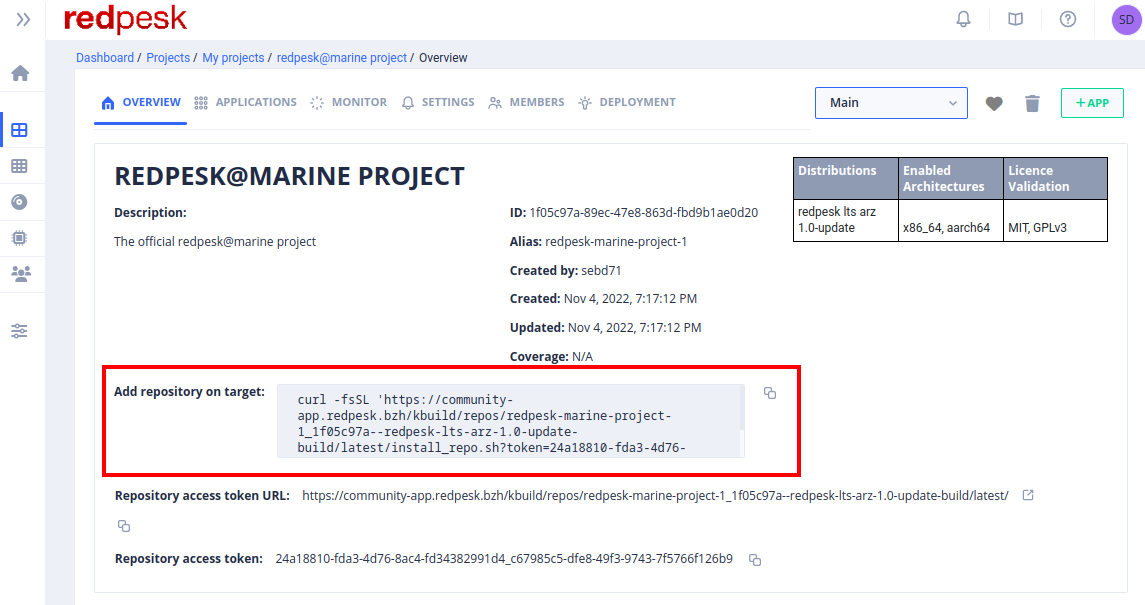 redpesk
SD
Dashboard / Projects / My projects / redpesk@marine project / Overview
OVERVIEW APPLICATIONS MONITOR SETTINGS MEMBERS DEPLOYMENT
Main
+ APP
REDPESK@MARINE PROJECT
Description:
The official redpesk@marine project
ID: 1f05c97a-89ec-47e8-863d-fbd9b1ae0d20
Alias: redpesk-marine-project-1
Created by: sebd71
Created: Nov 4, 2022, 7:17:12 PM
Updated: Nov 4, 2022, 7:17:12 PM
Coverage: N/A
Distributions Enabled Architectures Licence Validation
redpesk lts arz 1.0-update x86_64, aarch64 MIT, GPLv3
Add repository on target:
curl -fsSL 'https://community-
app.redpesk.bzh/kbuild/repos/redpesk-marine-project-
1_1f05c97a--redpesk-lts-arz-1.0-update-
build/latest/install_repo.sh?token=24a18810-fda3-4d76-
Repository access token URL: https://community-app.redpesk.bzh/kbuild/repos/redpesk-marine-project-1_1f05c97a--redpesk-lts-arz-1.0-update-build/latest/
Repository access token: 24a18810-fda3-4d76-8ac4-fd34382991d4_c67985c5-dfe8-49f3-9743-7f5766f126b9